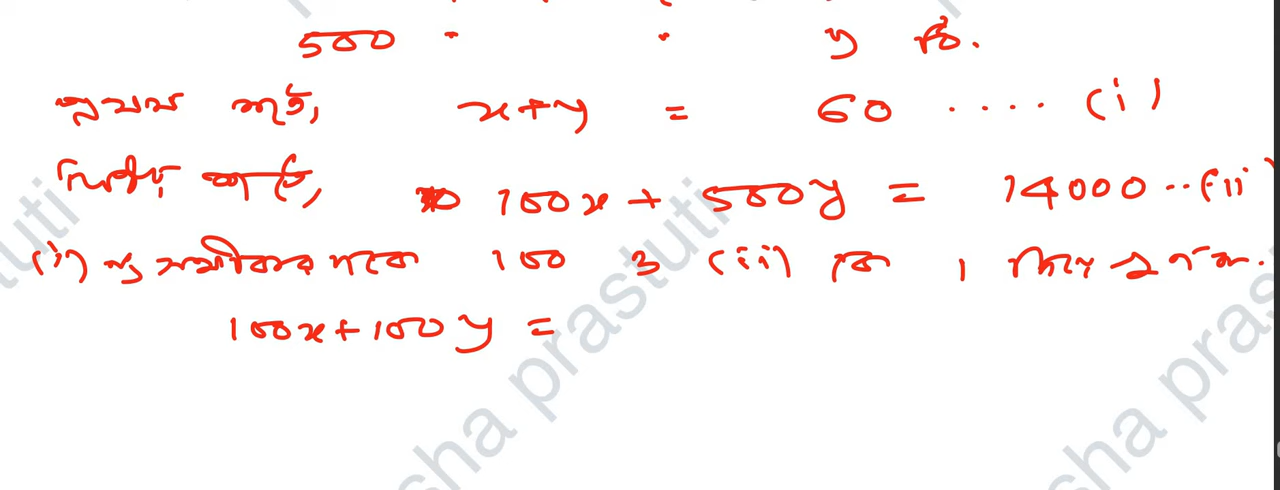 500 " " y টি.
প্রথম শর্তে, x+y = 60 .... (i)
দ্বিতীয় শর্তে, 100x + 500y = 14000 .. (ii)
(i) নং সমীকরণকে 100 ও (ii) কে 1 দিয়ে গুণ করে.
100x+100y =